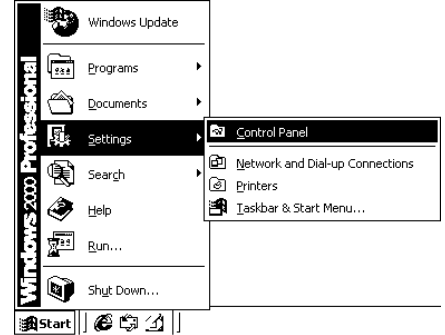 Windows 2000 Professional
Windows Update
Programs
Documents
Settings
Search
Help
Run...
Shut Down...
Control Panel
Network and Dial-up Connections
Printers
Taskbar & Start Menu...
Start